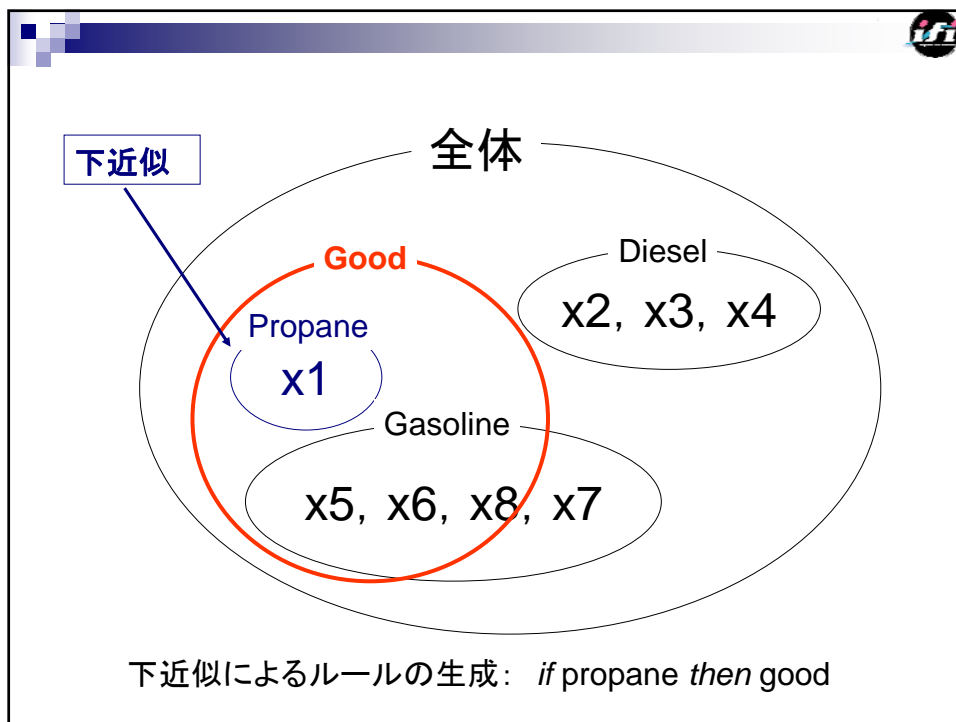 ifi
全体
下近似
Good
Diesel
x2, x3, x4
Propane
x1
Gasoline
x5, x6, x8, x7
下近似によるルールの生成: if propane then good